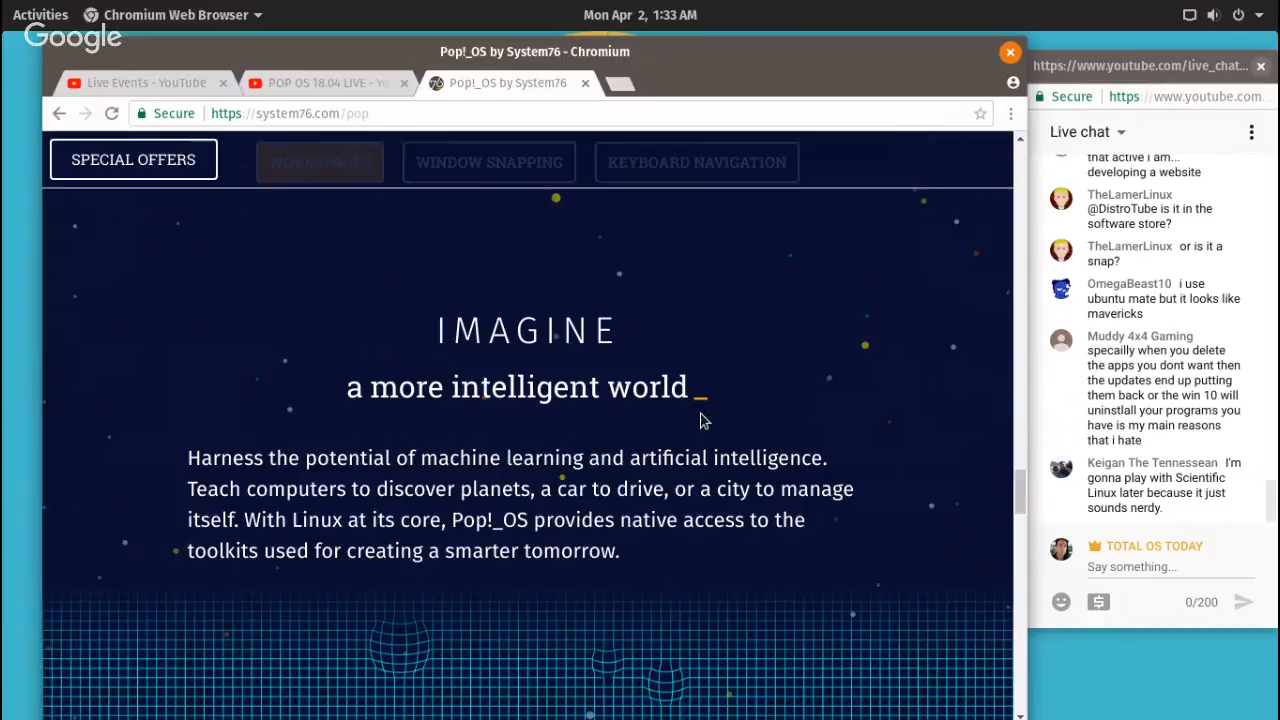 Activities
Chromium Web Browser
Mon Apr 2, 1:33 AM
Google
Pop!_OS by System76 - Chromium
https://www.youtube.com/live_chat...
Live Events - YouTube
POP OS 18.04 LIVE - Yo
Pop!_OS by System76
Secure
https://system76.com/pop
Secure
https://www.youtube.com
SPECIAL OFFERS
WORKSPACES
WINDOW SNAPPING
KEYBOARD NAVIGATION
IMAGINE
a more intelligent world _
Harness the potential of machine learning and artificial intelligence.
Teach computers to discover planets, a car to drive, or a city to manage
itself. With Linux at its core, Pop!_OS provides native access to the
toolkits used for creating a smarter tomorrow.
Live chat
that active i am...
developing a website
TheLamerLinux
@DistroTube is it in the
software store?
TheLamerLinux or is it a
snap?
OmegaBeast10 i use
ubuntu mate but it looks like
mavericks
Muddy 4x4 Gaming
specailly when you delete
the apps you dont want then
the updates end up putting
them back or the win 10 will
uninstlall your programs you
have is my main reasons
that i hate
Keigan The Tennessean I'm
gonna play with Scientific
Linux later because it just
sounds nerdy.
TOTAL OS TODAY
Say something...
0/200